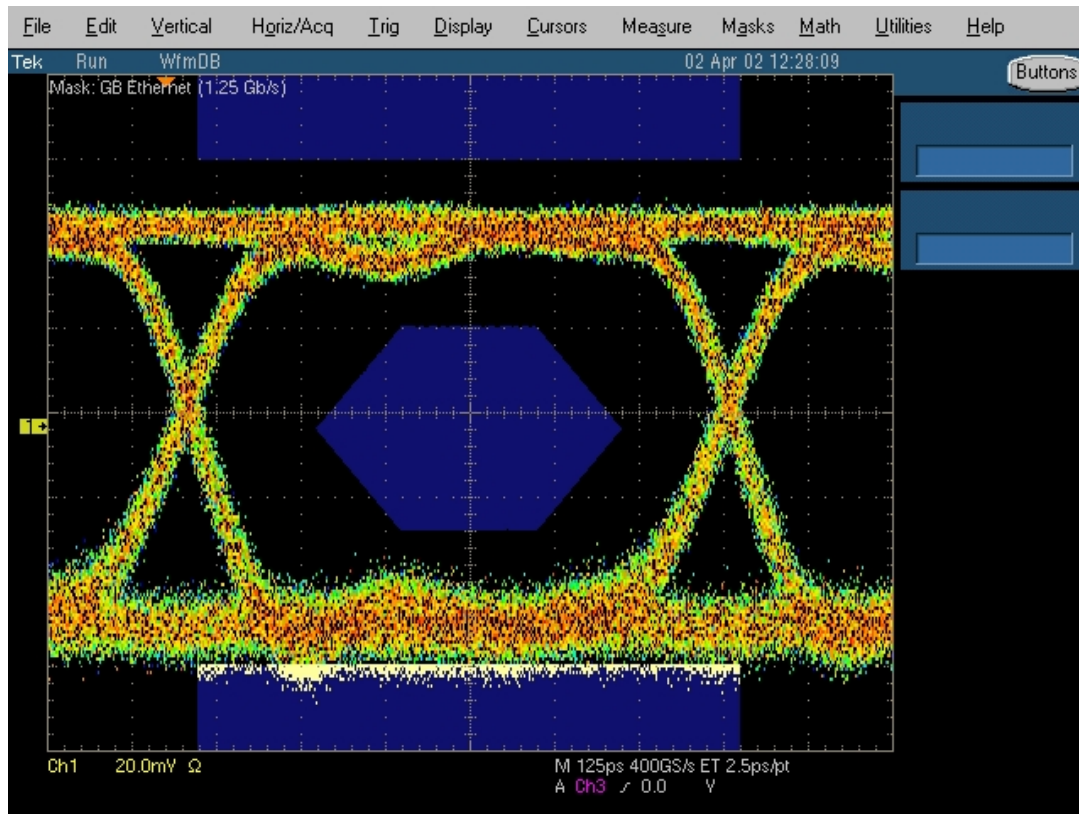 File Edit Vertical Horiz/Acq Trig Display Cursors Measure Masks Math Utilities Help
Tek Run WfmDB 02 Apr 02 12:28:09
Buttons
Mask: GB Ethernet (1.25 Gb/s)
1
Ch1 20.0mV Ω M 125ps 400GS/s ET 2.5ps/pt
A Ch3 ⁄ 0.0 V